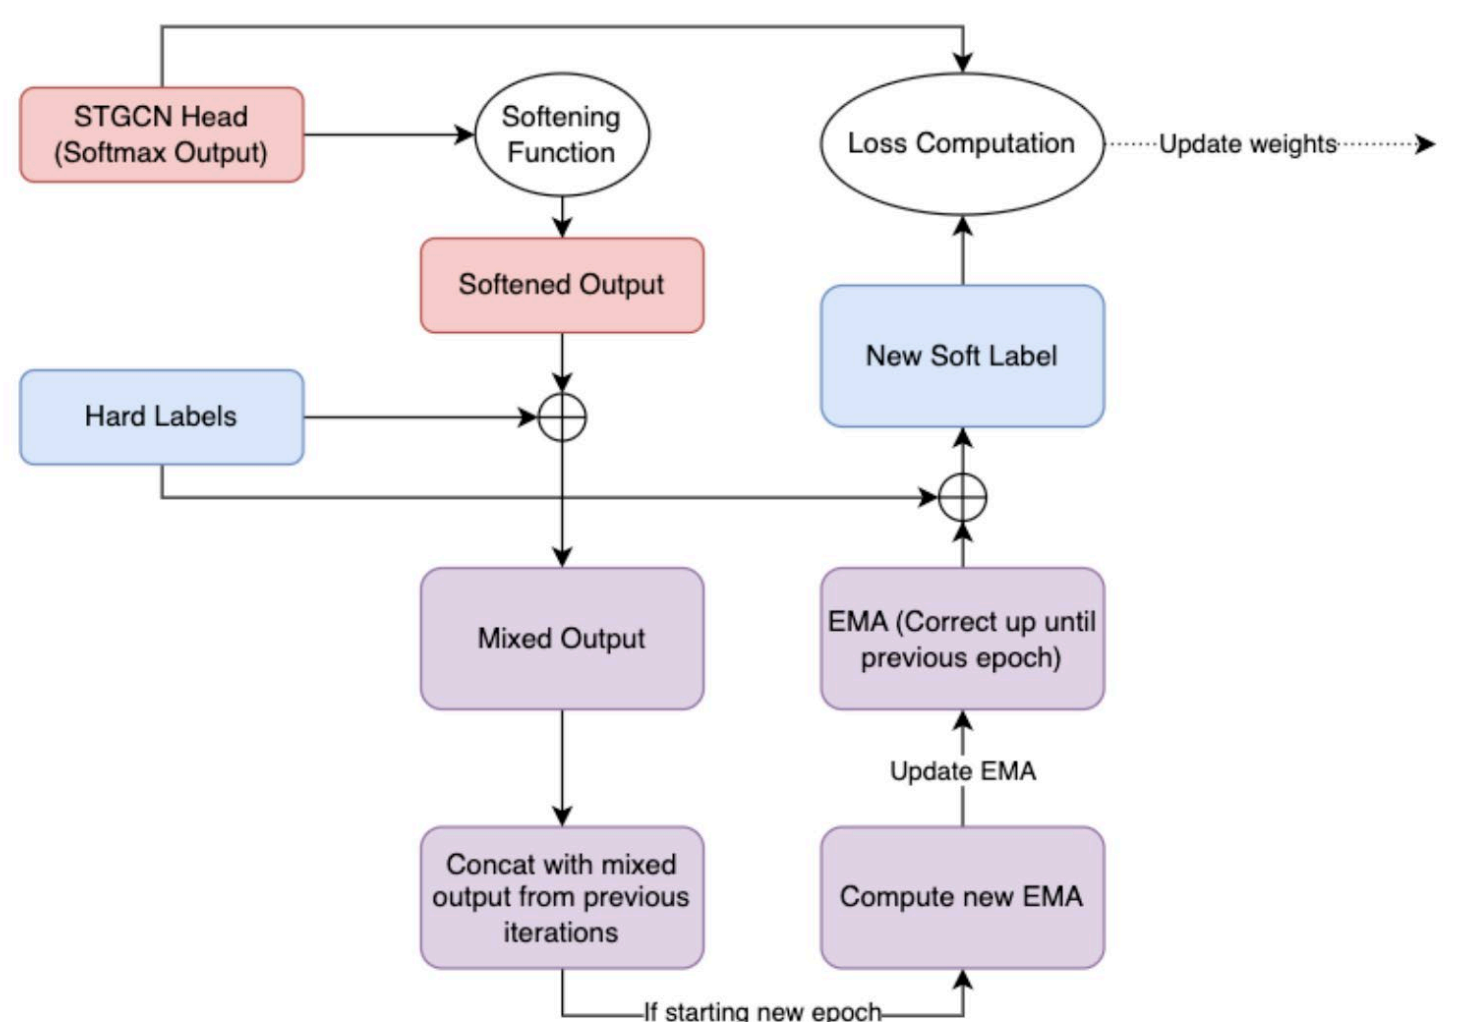 STGCN Head
(Softmax Output)
Softening
Function
Loss Computation
Update weights
Softened Output
New Soft Label
Hard Labels
Mixed Output
EMA (Correct up until
previous epoch)
Update EMA
Concat with mixed
output from previous
iterations
Compute new EMA
If starting new epoch